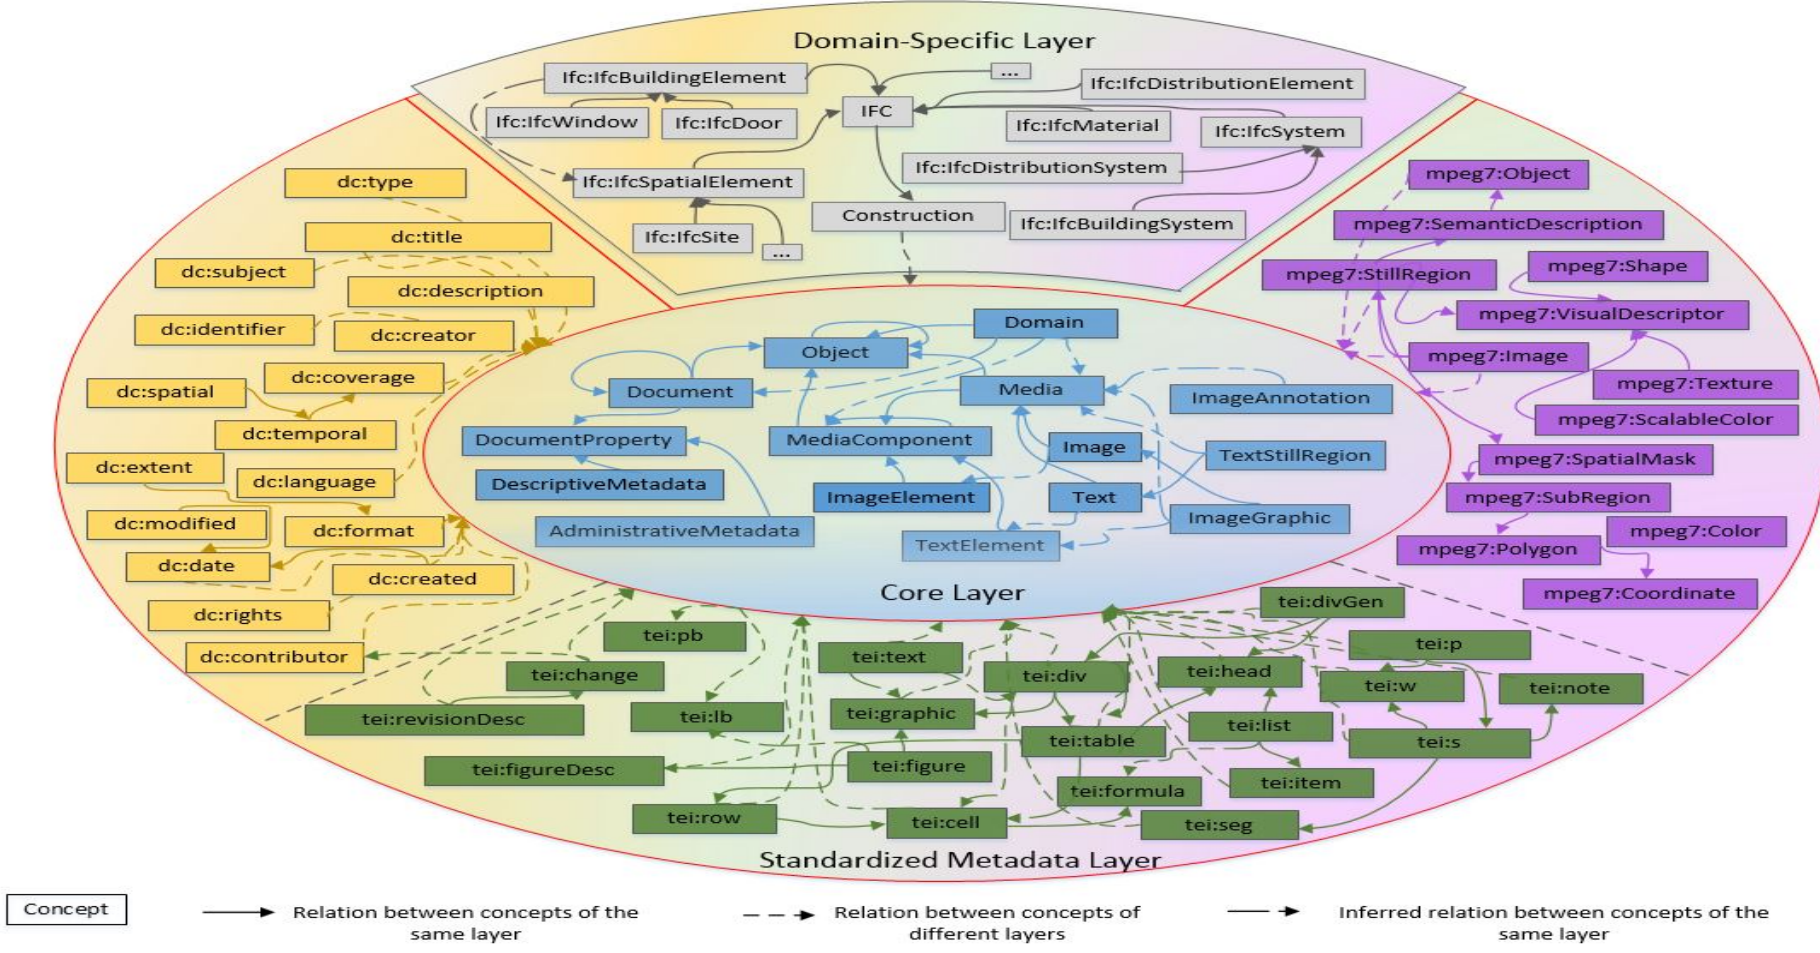 Domain-Specific Layer
Ifc:IfcBuildingElement
...
Ifc:IfcDistributionElement
Ifc:IfcWindow
Ifc:IfcDoor
IFC
Ifc:IfcMaterial
Ifc:IfcSystem
Ifc:IfcDistributionSystem
Ifc:IfcSpatialElement
Construction
Ifc:IfcBuildingSystem
Ifc:IfcSite
...
dc:type
dc:title
dc:subject
dc:description
dc:identifier
dc:creator
dc:coverage
dc:spatial
dc:temporal
dc:extent
dc:language
dc:modified
dc:format
dc:date
dc:created
dc:rights
dc:contributor
Domain
Object
Document
Media
ImageAnnotation
DocumentProperty
MediaComponent
Image
TextStillRegion
DescriptiveMetadata
ImageElement
Text
AdministrativeMetadata
ImageGraphic
TextElement
Core Layer
mpeg7:Object
mpeg7:SemanticDescription
mpeg7:StillRegion
mpeg7:Shape
mpeg7:VisualDescriptor
mpeg7:Image
mpeg7:Texture
mpeg7:ScalableColor
mpeg7:SpatialMask
mpeg7:SubRegion
mpeg7:Color
mpeg7:Polygon
mpeg7:Coordinate
tei:divGen
tei:pb
tei:p
tei:text
tei:change
tei:div
tei:head
tei:w
tei:note
tei:revisionDesc
tei:lb
tei:graphic
tei:list
tei:table
tei:s
tei:figureDesc
tei:figure
tei:item
tei:formula
tei:row
tei:cell
tei:seg
Standardized Metadata Layer
Concept
Relation between concepts of the
same layer
Relation between concepts of
different layers
Inferred relation between concepts of the
same layer